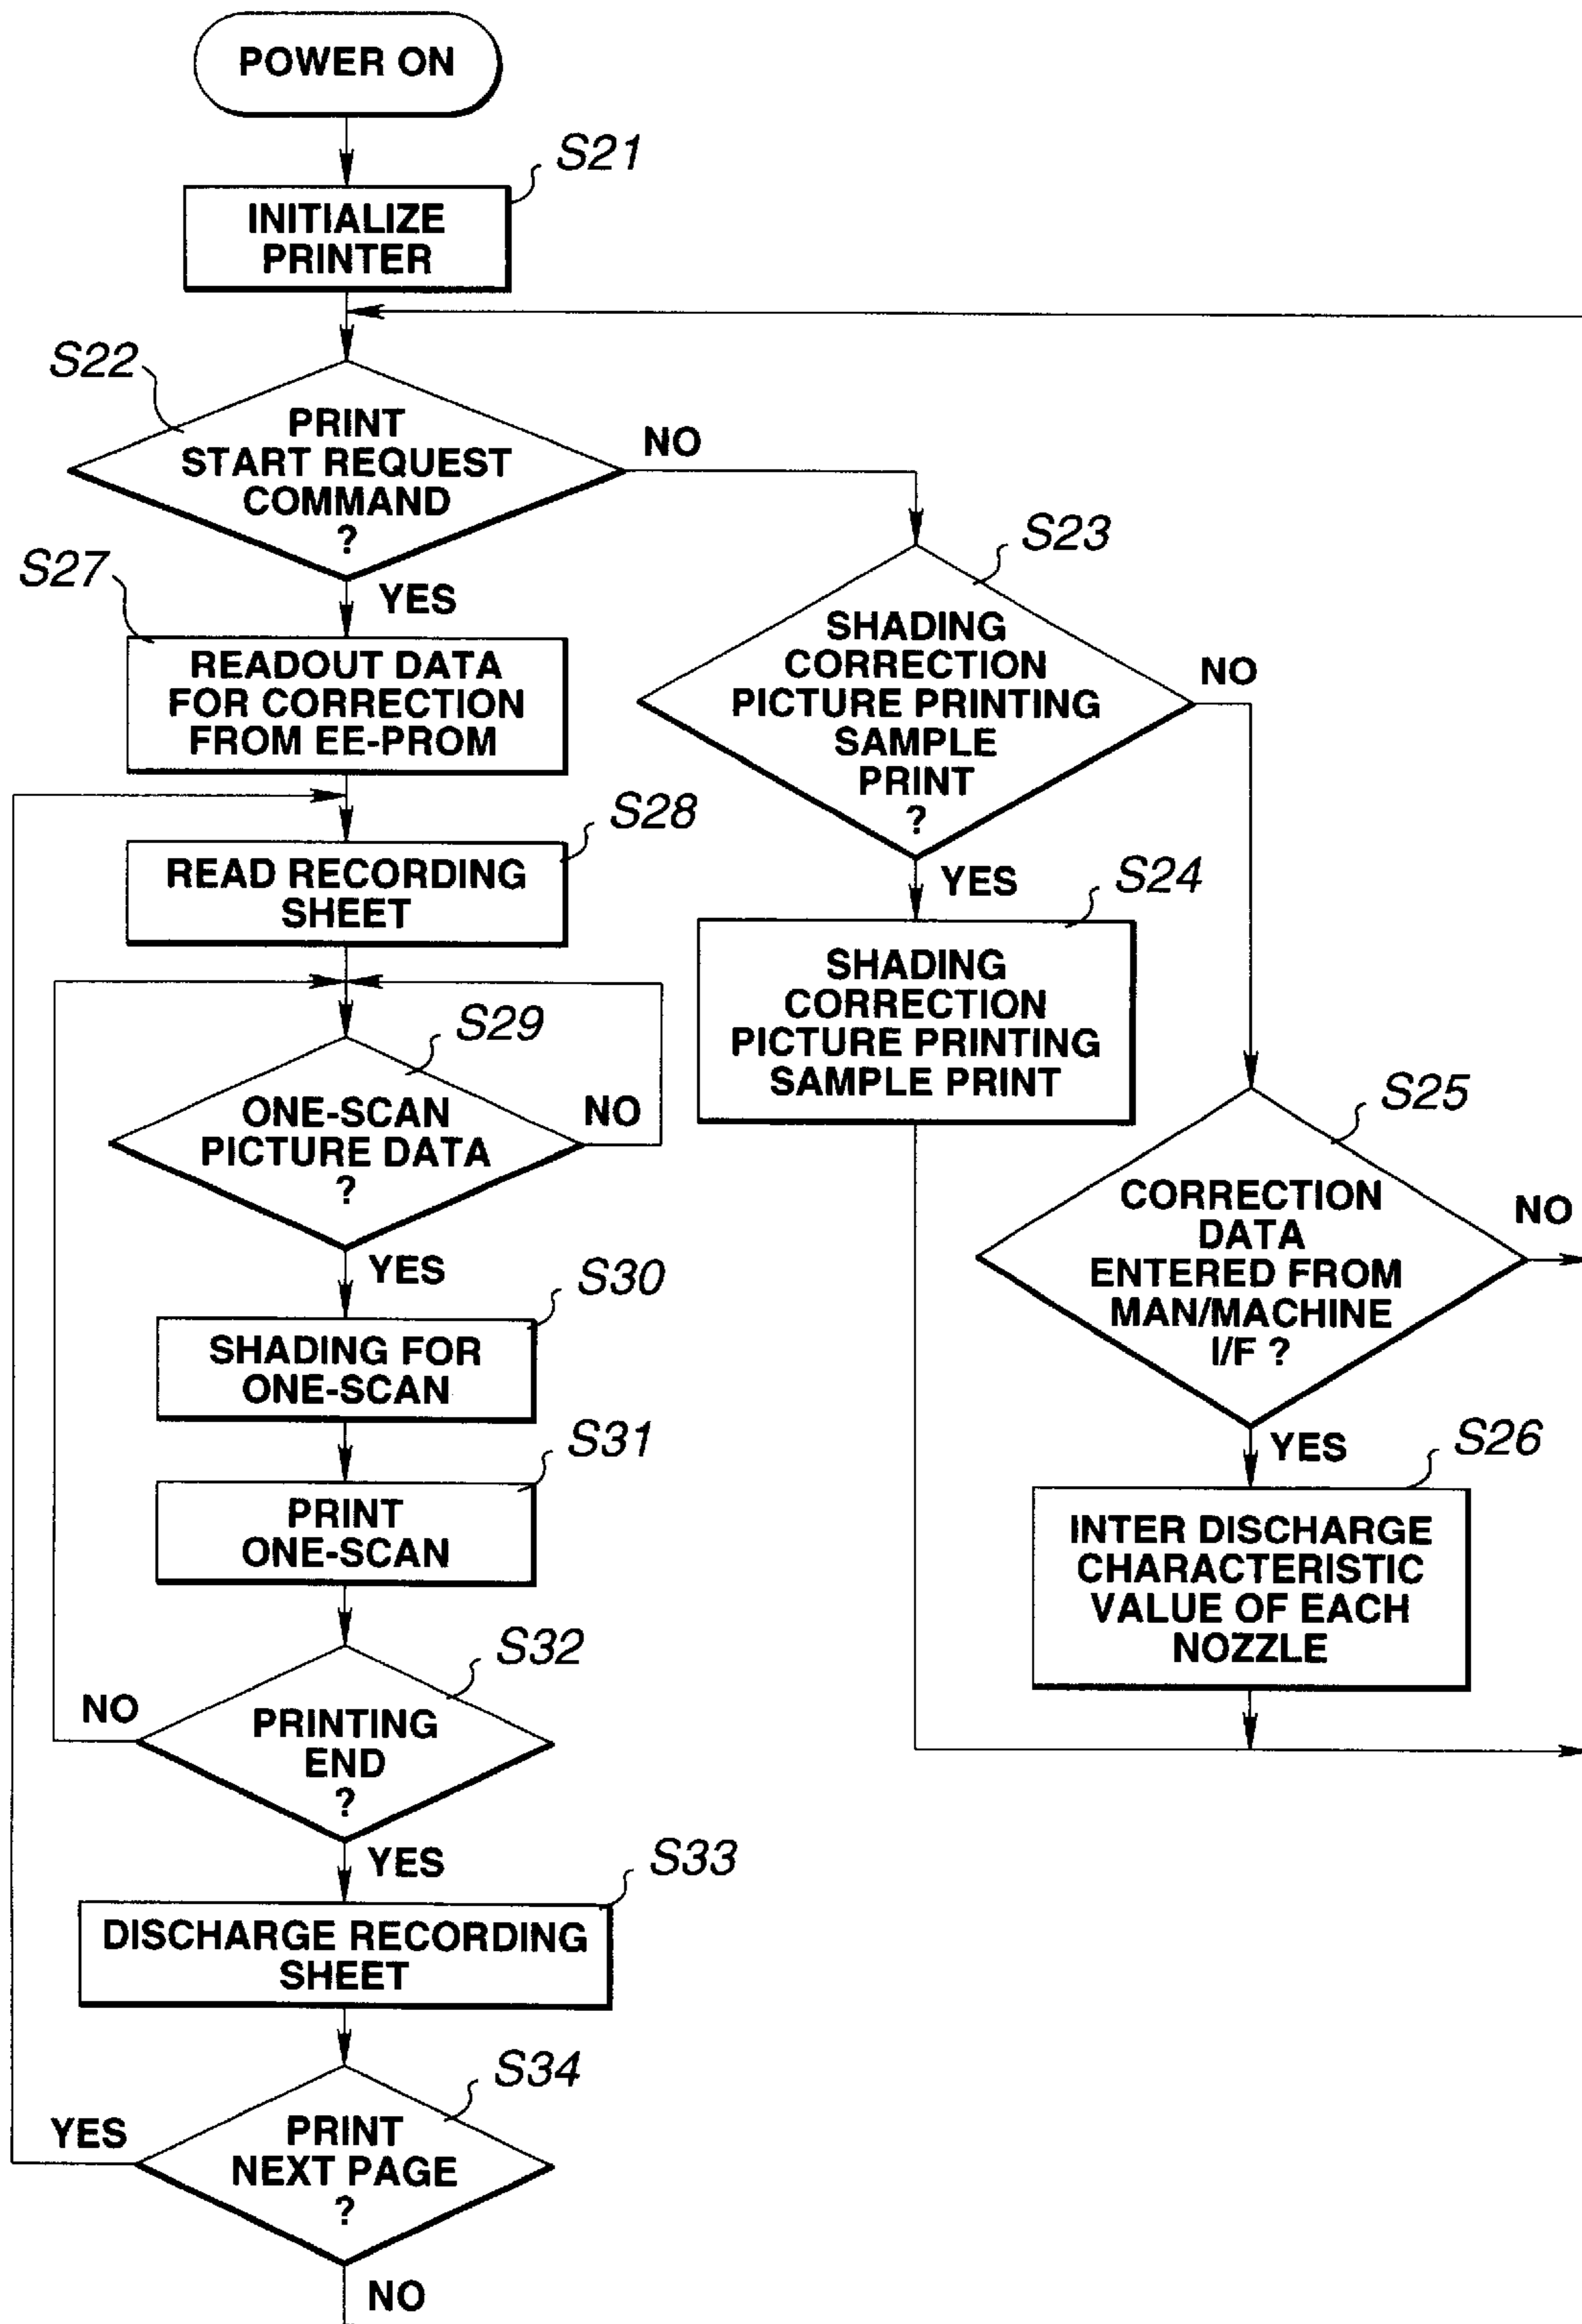 POWER ON
S21
INITIALIZE
PRINTER
S22
PRINT
START REQUEST
COMMAND
?
NO
YES
S23
SHADING
CORRECTION
PICTURE PRINTING
SAMPLE
PRINT
?
NO
YES
S24
SHADING
CORRECTION
PICTURE PRINTING
SAMPLE PRINT
S25
CORRECTION
DATA
ENTERED FROM
MAN/MACHINE
I/F ?
NO
YES
S26
INTER DISCHARGE
CHARACTERISTIC
VALUE OF EACH
NOZZLE
S27
READOUT DATA
FOR CORRECTION
FROM EE-PROM
S28
READ RECORDING
SHEET
S29
ONE-SCAN
PICTURE DATA
?
NO
YES
S30
SHADING FOR
ONE-SCAN
S31
PRINT
ONE-SCAN
S32
PRINTING
END
?
NO
YES
S33
DISCHARGE RECORDING
SHEET
S34
PRINT
NEXT PAGE
?
YES
NO